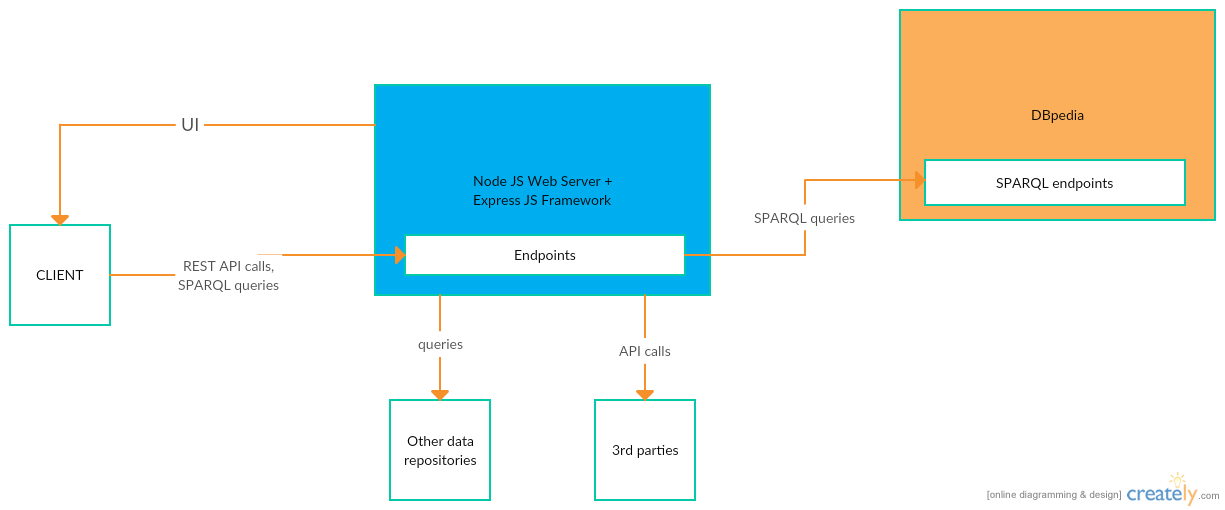 DBpedia
UI
Node JS Web Server +
Express JS Framework
SPARQL endpoints
SPARQL queries
Endpoints
CLIENT
REST API calls,
SPARQL queries
queries
API calls
Other data
repositories
3rd parties
[online diagramming & design] creately.com